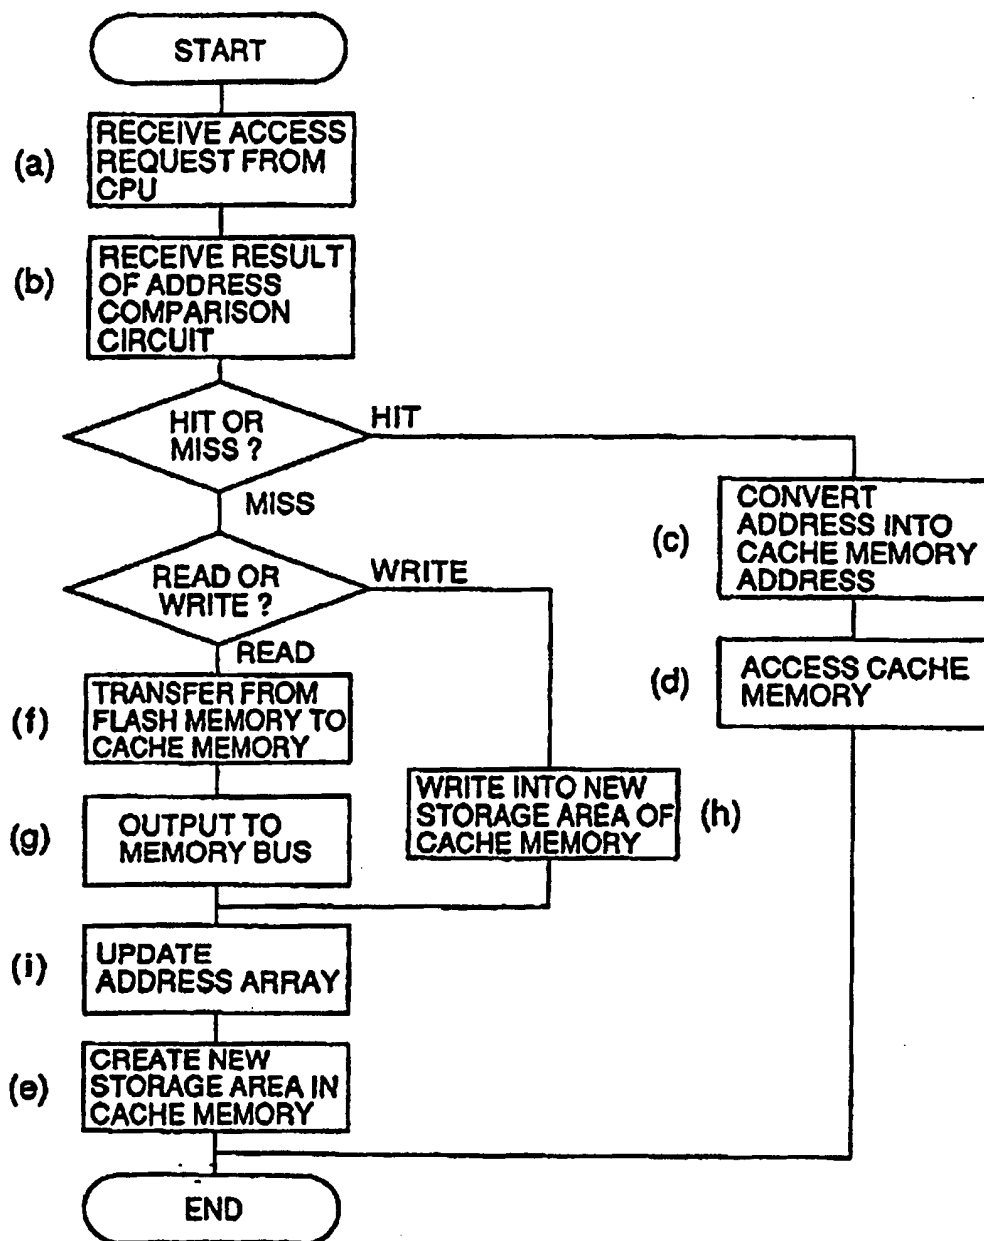 START
(a)
RECEIVE ACCESS
REQUEST FROM
CPU
(b)
RECEIVE RESULT
OF ADDRESS
COMPARISON
CIRCUIT
HIT OR
MISS ?
HIT
MISS
(c)
CONVERT
ADDRESS INTO
CACHE MEMORY
ADDRESS
READ OR
WRITE ?
WRITE
READ
(d)
ACCESS CACHE
MEMORY
(f)
TRANSFER FROM
FLASH MEMORY TO
CACHE MEMORY
WRITE INTO NEW
STORAGE AREA OF
CACHE MEMORY
(h)
(g)
OUTPUT TO
MEMORY BUS
(i)
UPDATE
ADDRESS ARRAY
(e)
CREATE NEW
STORAGE AREA IN
CACHE MEMORY
END